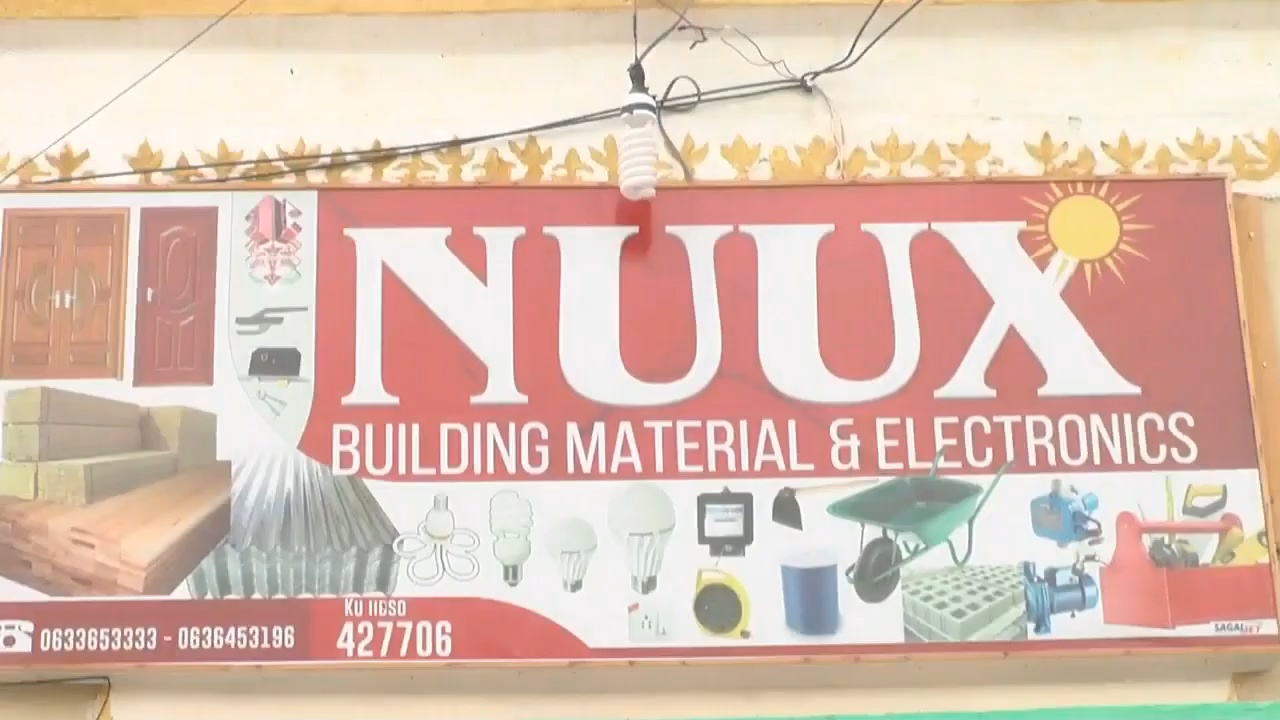 NUUX
BUILDING MATERIAL & ELECTRONICS
0633653333 - 0636453196
KU IIBSO
427706